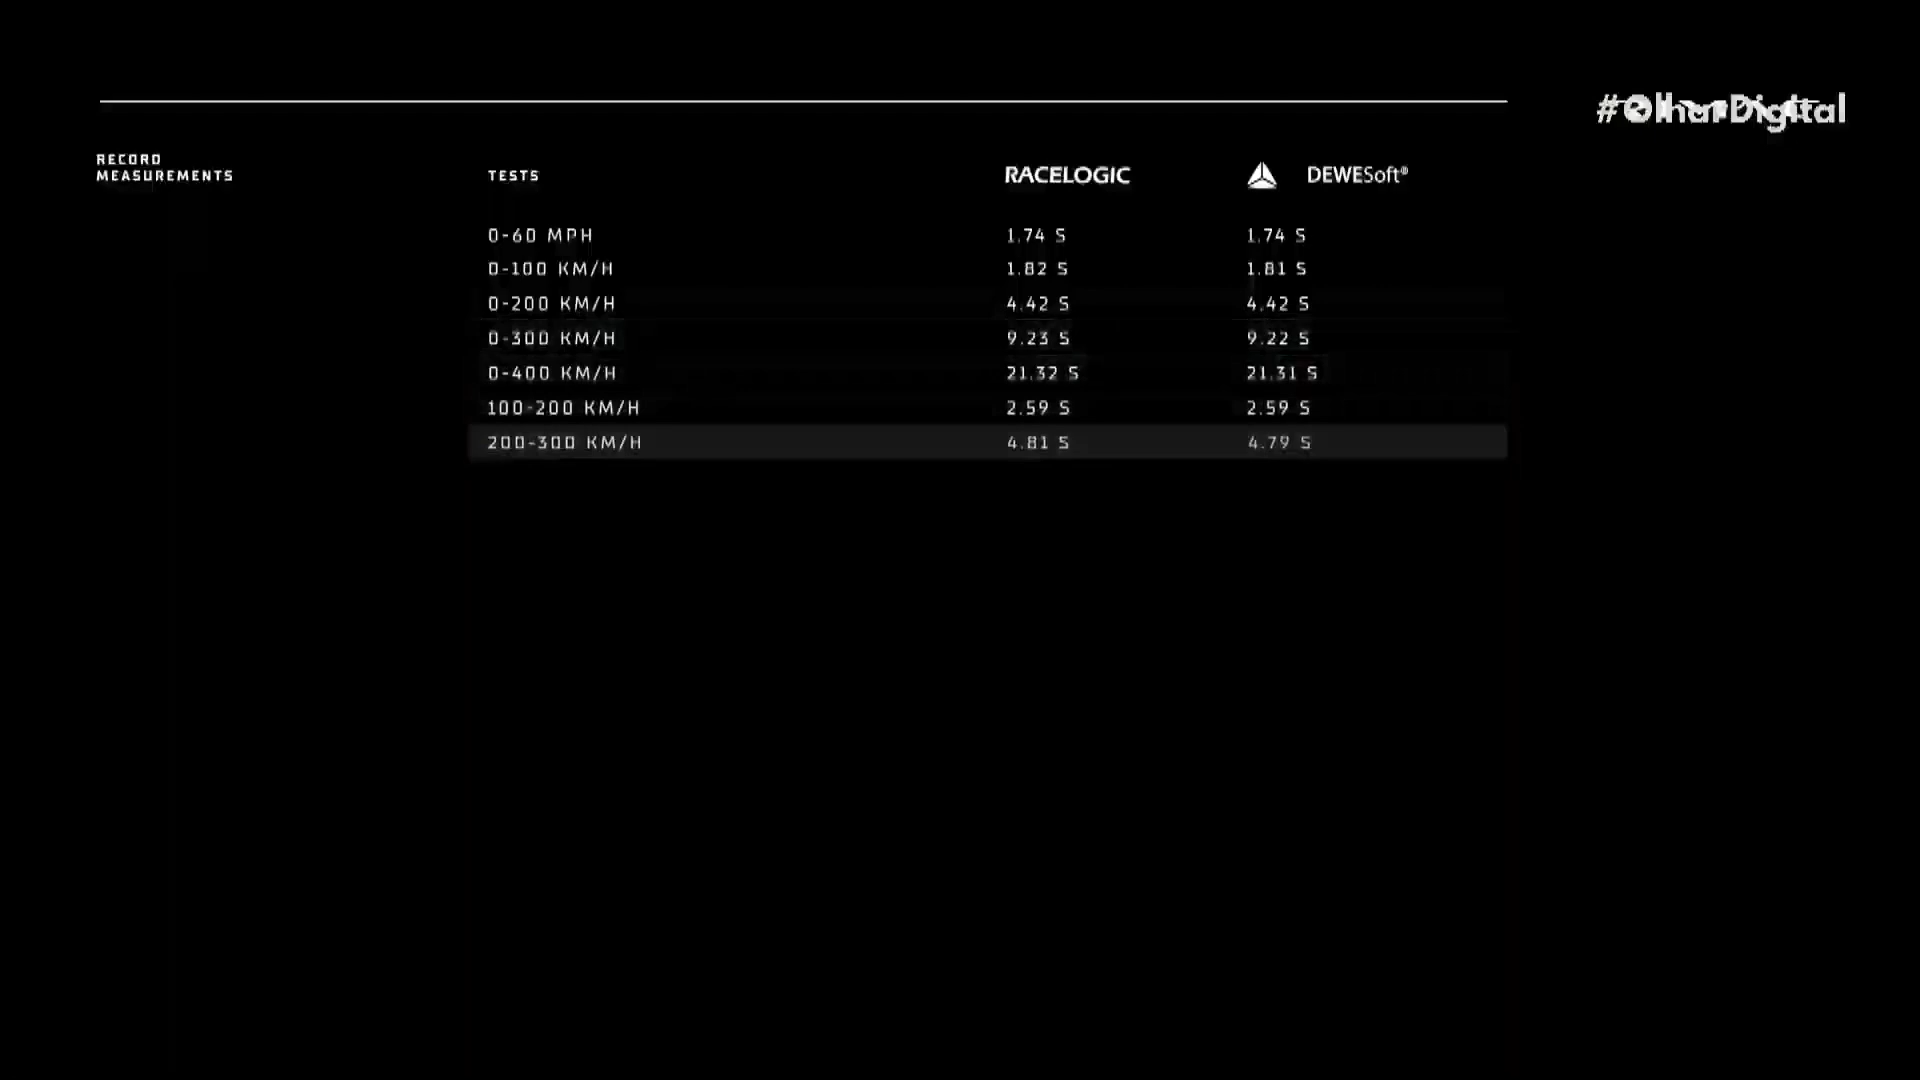 #OlharDigital
RECORD
MEASUREMENTS
TESTS RACELOGIC DEWESoft®
0-60 MPH 1.74 S 1.74 S
0-100 KM/H 1.82 S 1.81 S
0-200 KM/H 4.42 S 4.42 S
0-300 KM/H 9.23 S 9.22 S
0-400 KM/H 21.32 S 21.31 S
100-200 KM/H 2.59 S 2.59 S
200-300 KM/H 4.81 S 4.79 S